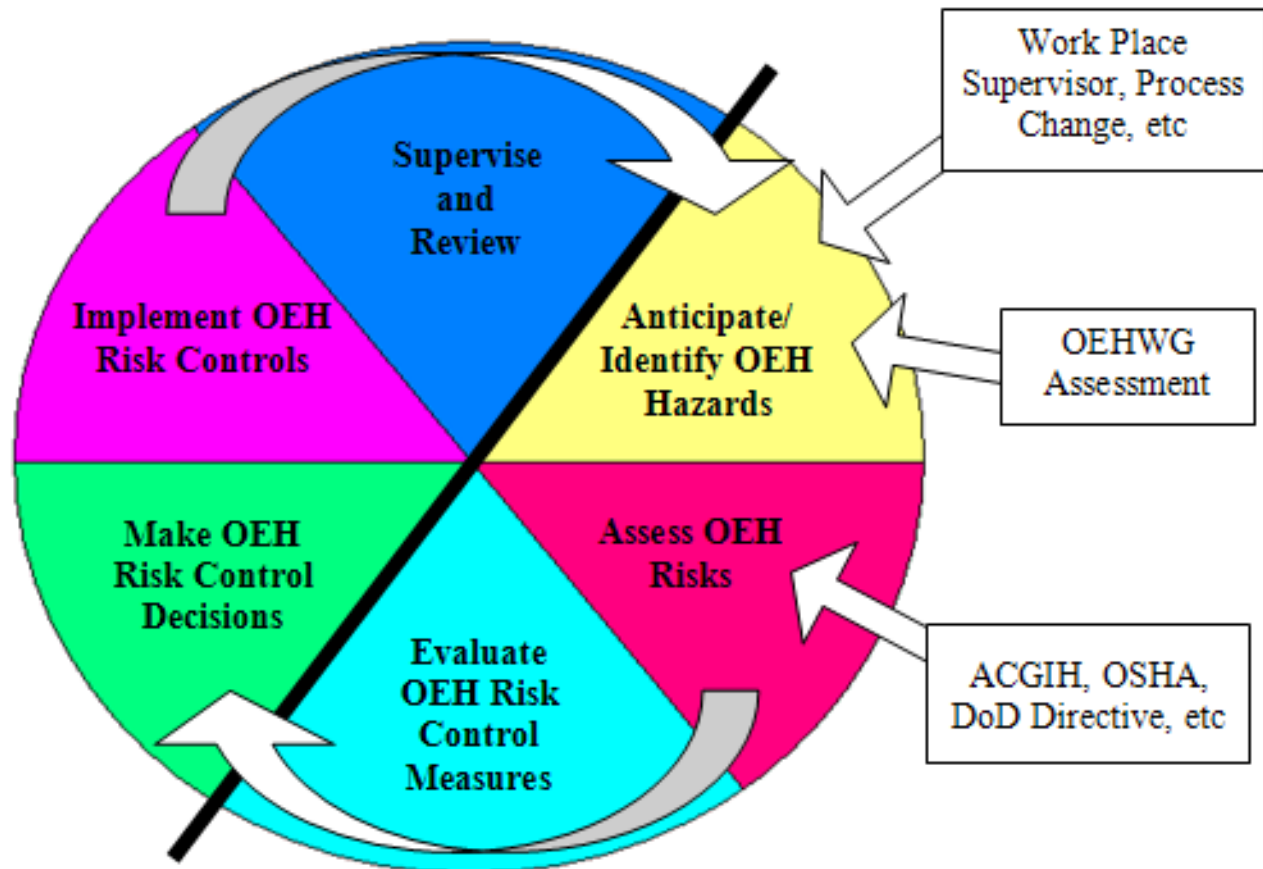 Work Place
Supervisor, Process
Change, etc
Supervise
and
Review
Implement OEH
Risk Controls
Anticipate/
Identify OEH
Hazards
OEHWG
Assessment
Make OEH
Risk Control
Decisions
Assess OEH
Risks
Evaluate
OEH Risk
Control
Measures
ACGIH, OSHA,
DoD Directive, etc